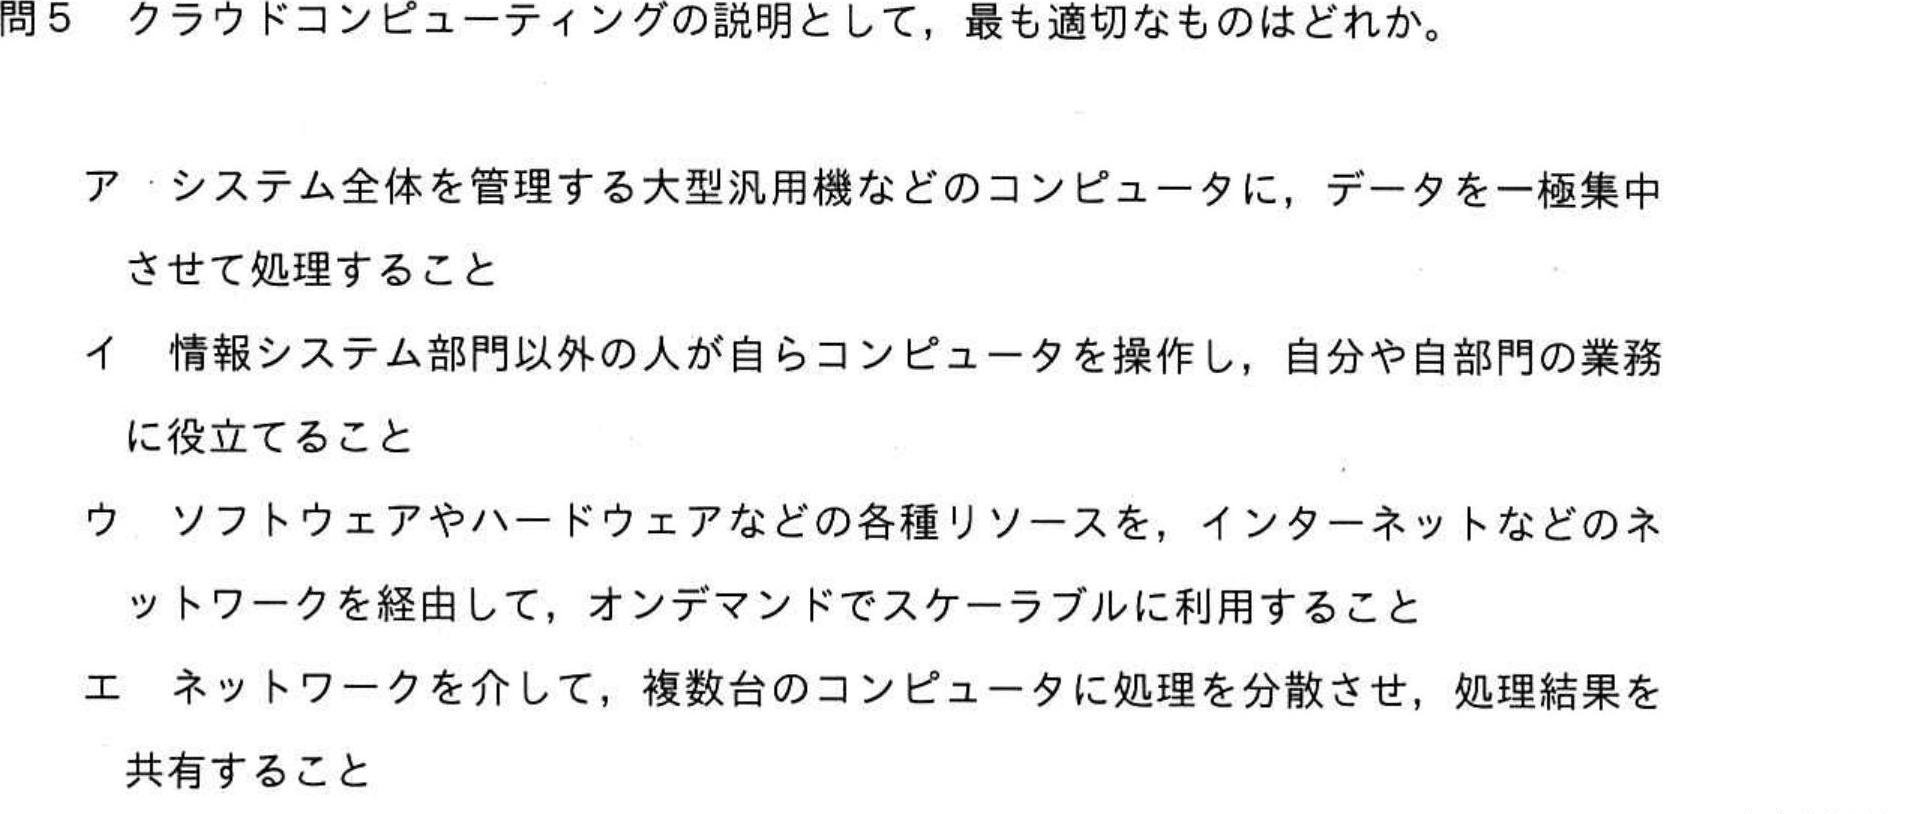 問5 クラウドコンピューティングの説明として，最も適切なものはどれか。
ア システム全体を管理する大型汎用機などのコンピュータに，データを一極集中
させて処理すること
イ 情報システム部門以外の人が自らコンピュータを操作し，自分や自部門の業務
に役立てること
ウ ソフトウェアやハードウェアなどの各種リソースを，インターネットなどのネ
ットワークを経由して，オンデマンドでスケーラブルに利用すること
エ ネットワークを介して，複数台のコンピュータに処理を分散させ，処理結果を
共有すること